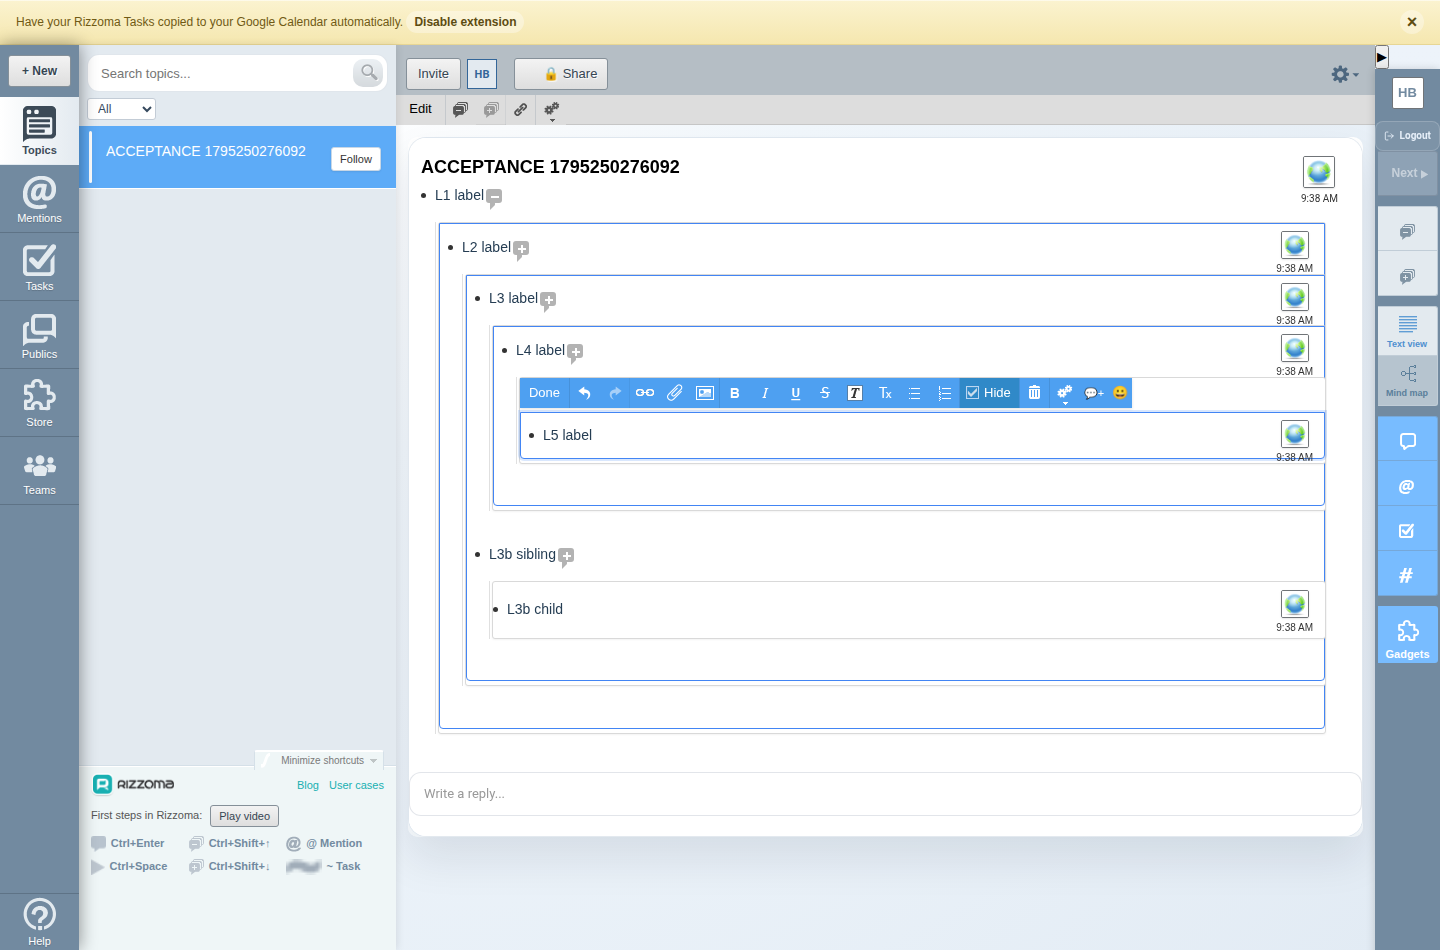 Have your Rizzoma Tasks copied to your Google Calendar automatically. Disable extension ×
+ New
Topics
Mentions
Tasks
Publics
Store
Teams
Help
Search topics...
All
ACCEPTANCE 1795250276092
Follow
Minimize shortcuts
RIZZOMA
Blog User cases
First steps in Rizzoma: Play video
Ctrl+Enter Ctrl+Shift+↑ @ Mention
Ctrl+Space Ctrl+Shift+↓ ~ Task
Invite HB Share
Edit
ACCEPTANCE 1795250276092
9:38 AM
L1 label
L2 label
9:38 AM
L3 label
9:38 AM
L4 label
9:38 AM
Done B I U S T Tx Hide
L5 label
9:38 AM
L3b sibling
L3b child
9:38 AM
Write a reply...
HB
Logout
Next ▶
Text view
Mind map
@
#
Gadgets